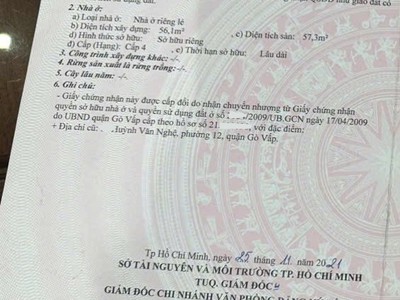 2. Nhà ở:
a) Loại nhà ở: Nhà ở riêng lẻ
b) Diện tích xây dựng: 56,1m² , c) Diện tích sàn: 57,3m²
d) Hình thức sở hữu: Sở hữu riêng
đ) Cấp (Hạng): Cấp 4 , e) Thời hạn sở hữu: Lâu dài
3. Công trình xây dựng khác: -/-
4. Rừng sản xuất là rừng trồng: -/-
5. Cây lâu năm: -/-
6. Ghi chú:
- Giấy chứng nhận này được cấp đổi do nhận chuyển nhượng từ Giấy chứng nhận
quyền sở hữu nhà ở và quyền sử dụng đất ở số /2009/UB.GCN ngày 17/04/2009
do UBND quận Gò Vấp cấp theo hồ sơ số 21 , với đặc điểm:
+ Địa chỉ cũ: Huỳnh Văn Nghệ, phường 12, quận Gò Vấp.
Tp Hồ Chí Minh, ngày 25 tháng 11 năm 2021
SỞ TÀI NGUYÊN VÀ MÔI TRƯỜNG TP. HỒ CHÍ MINH
TUQ. GIÁM ĐỐC
GIÁM ĐỐC CHI NHÁNH VĂN PHÒNG ĐĂNG KÝ